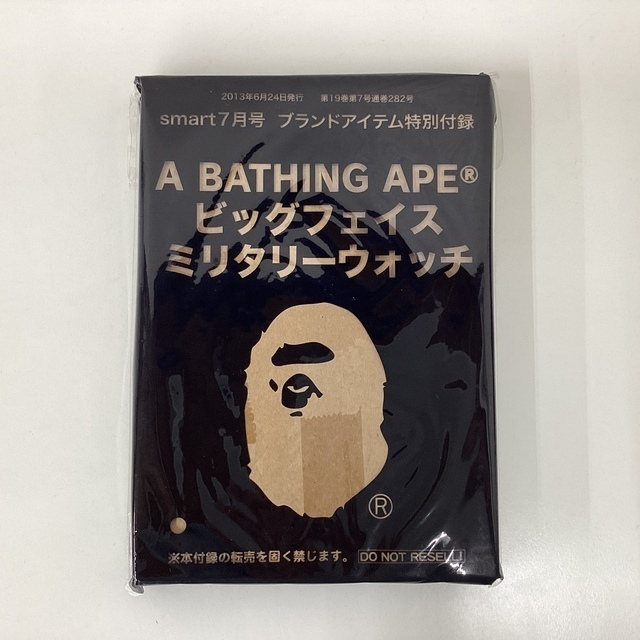 2013年6月24日発行 第19巻第7号通巻282号
smart7月号 ブランドアイテム特別付録
A BATHING APE®
ビッグフェイス
ミリタリーウォッチ
®
※本付録の転売を固く禁じます。 DO NOT RESELL!